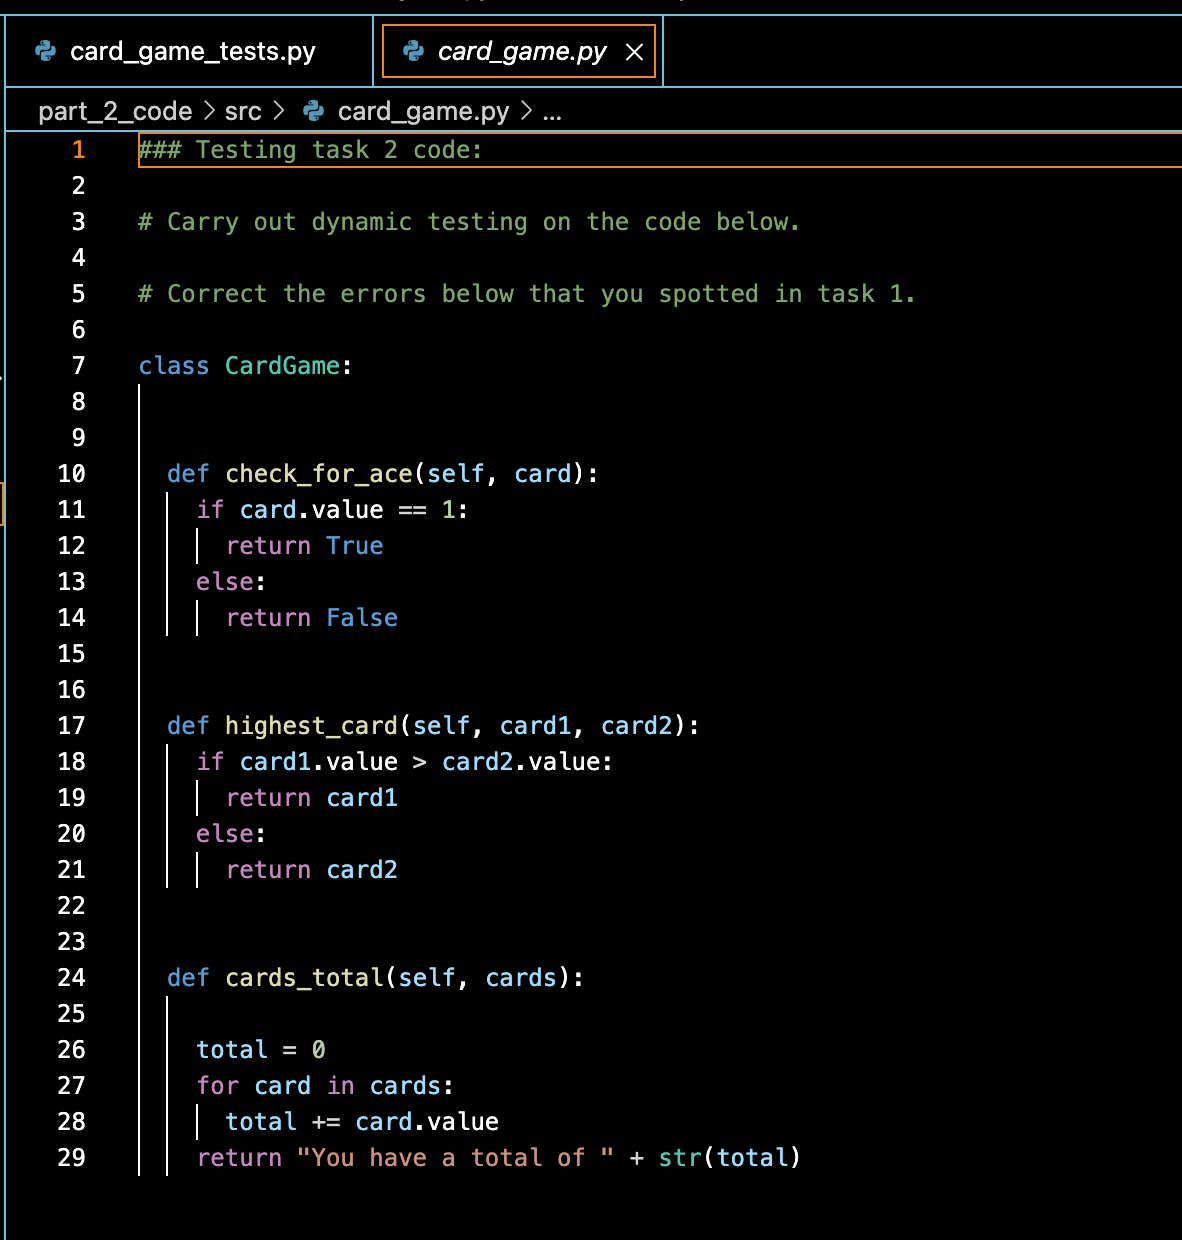 card_game_tests.py
card_game.py
part_2_code > src > card_game.py > ...
1 ### Testing task 2 code:
2
3 # Carry out dynamic testing on the code below.
4
5 # Correct the errors below that you spotted in task 1.
6
7 class CardGame:
8
9
10 def check_for_ace(self, card):
11 if card.value == 1:
12 return True
13 else:
14 return False
15
16
17 def highest_card(self, card1, card2):
18 if card1.value > card2.value:
19 return card1
20 else:
21 return card2
22
23
24 def cards_total(self, cards):
25
26 total = 0
27 for card in cards:
28 total += card.value
29 return "You have a total of " + str(total)